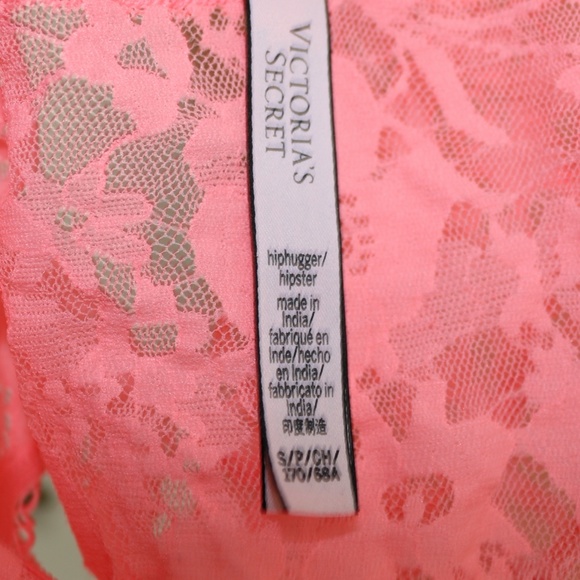 VICTORIA'S
SECRET
hiphugger/
hipster
made in
India/
fabriqué en
Inde/hecho
en India/
fabbricato in
India/
印度制造
S/P/CH/
170/68A